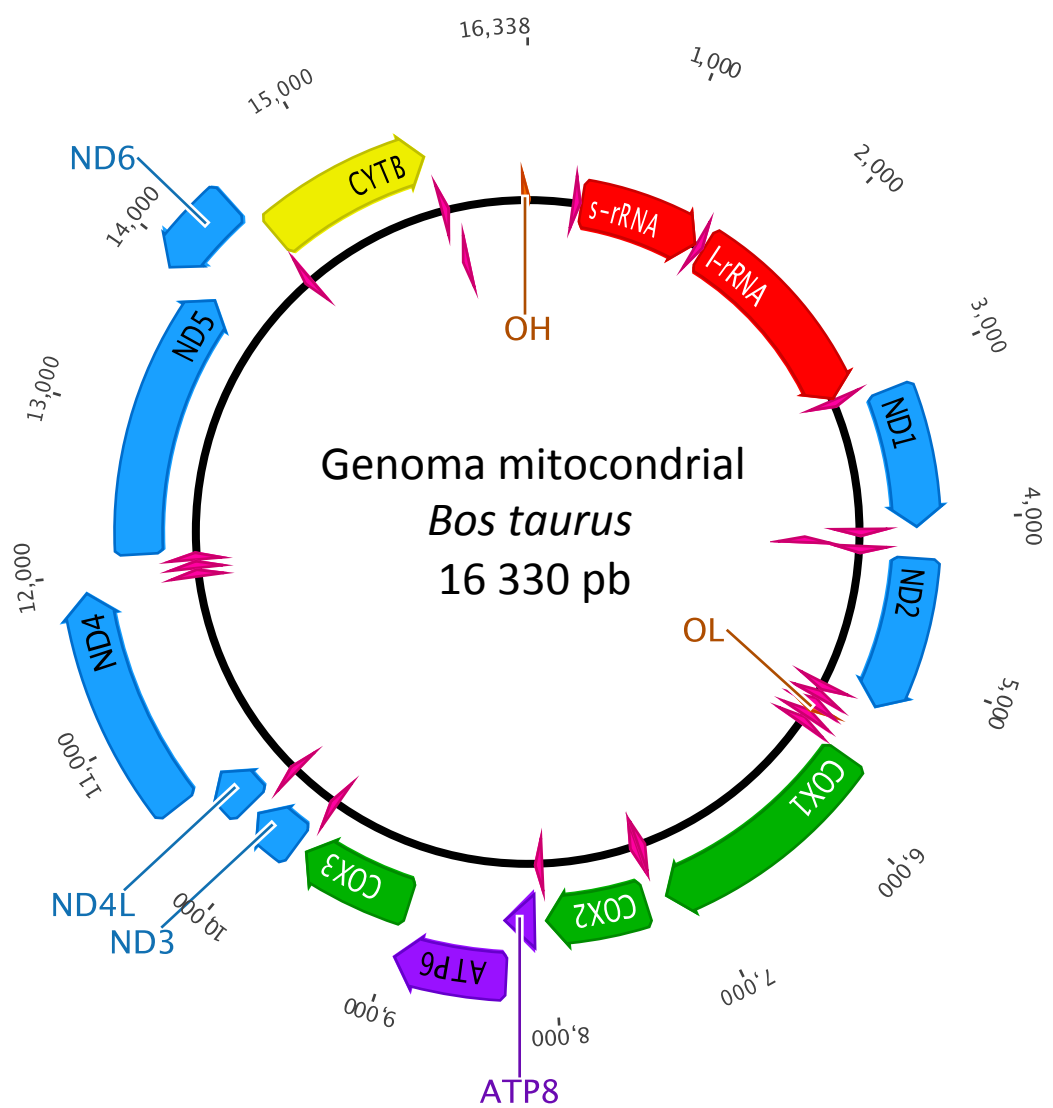 16,338
1,000
2,000
3,000
4,000
5,000
6,000
7,000
8,000
9,000
10,000
11,000
12,000
13,000
14,000
15,000
ND6
CYTB
s-rRNA
l-rRNA
OH
ND5
ND1
Genoma mitocondrial
Bos taurus
16 330 pb
ND2
ND4
OL
COX1
COX2
COX3
ND4L
ND3
ATP6
ATP8